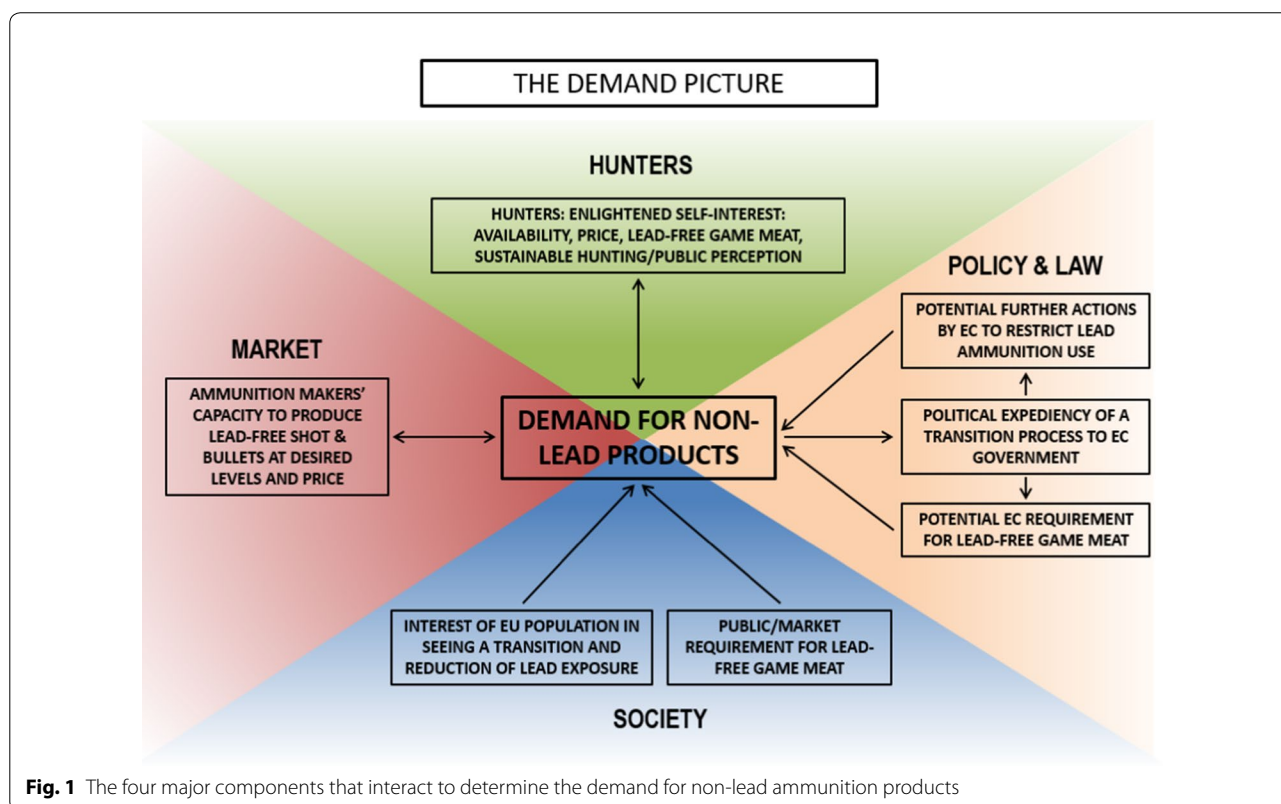 THE DEMAND PICTURE
HUNTERS
HUNTERS: ENLIGHTENED SELF-INTEREST:
AVAILABILITY, PRICE, LEAD-FREE GAME MEAT,
SUSTAINABLE HUNTING/PUBLIC PERCEPTION
POLICY & LAW
POTENTIAL FURTHER ACTIONS
BY EC TO RESTRICT LEAD
AMMUNITION USE
MARKET
AMMUNITION MAKERS'
CAPACITY TO PRODUCE
LEAD-FREE SHOT &
BULLETS AT DESIRED
LEVELS AND PRICE
DEMAND FOR NON-
LEAD PRODUCTS
POLITICAL EXPEDIENCY OF A
TRANSITION PROCESS TO EC
GOVERNMENT
POTENTIAL EC REQUIREMENT
FOR LEAD-FREE GAME MEAT
INTEREST OF EU POPULATION IN
SEEING A TRANSITION AND
REDUCTION OF LEAD EXPOSURE
PUBLIC/MARKET
REQUIREMENT FOR LEAD-
FREE GAME MEAT
SOCIETY
Fig. 1 The four major components that interact to determine the demand for non-lead ammunition products